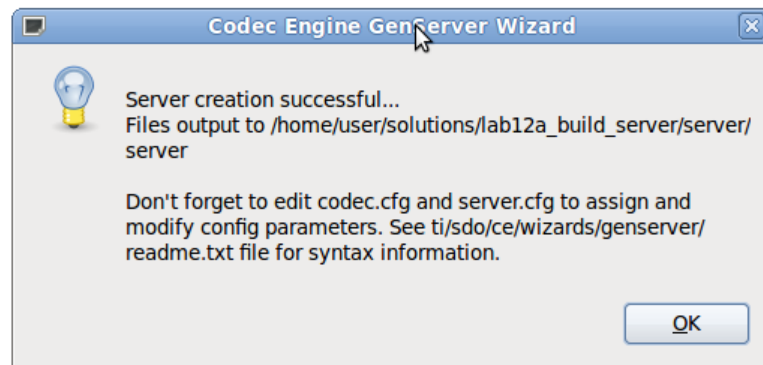 Codec Engine GenServer Wizard
Server creation successful...
Files output to /home/user/solutions/lab12a_build_server/server/
server
Don't forget to edit codec.cfg and server.cfg to assign and
modify config parameters. See ti/sdo/ce/wizards/genserver/
readme.txt file for syntax information.
OK